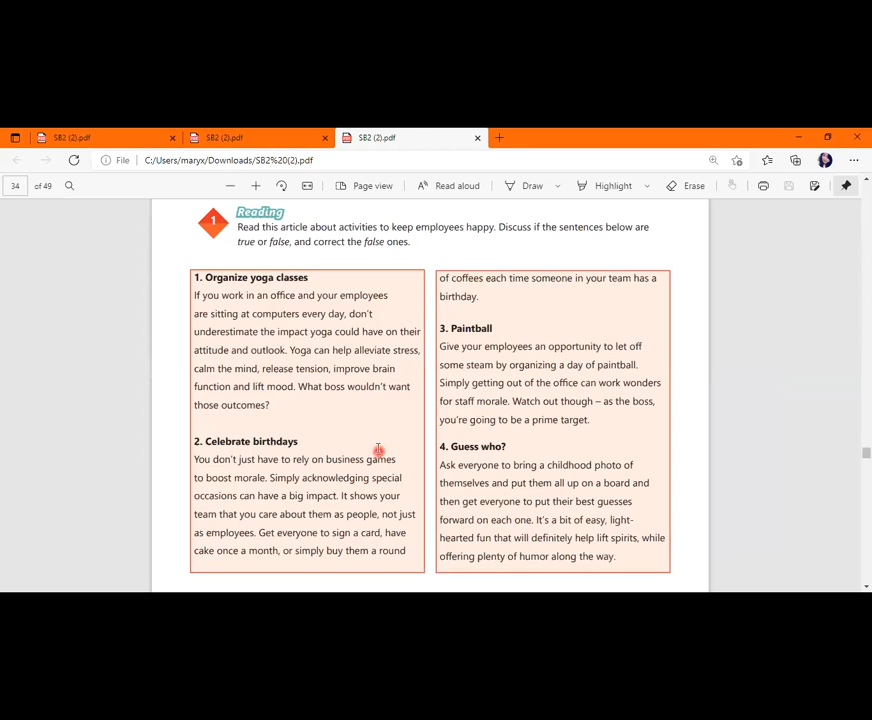 SB2 (2).pdf
SB2 (2).pdf
SB2 (2).pdf
File C:/Users/maryx/Downloads/SB2%20(2).pdf
34 of 49
Page view
Read aloud
Draw
Highlight
Erase
1
Reading
Read this article about activities to keep employees happy. Discuss if the sentences below are
true or false, and correct the false ones.
1. Organize yoga classes
If you work in an office and your employees
are sitting at computers every day, don't
underestimate the impact yoga could have on their
attitude and outlook. Yoga can help alleviate stress,
calm the mind, release tension, improve brain
function and lift mood. What boss wouldn't want
those outcomes?
2. Celebrate birthdays
You don't just have to rely on business games
to boost morale. Simply acknowledging special
occasions can have a big impact. It shows your
team that you care about them as people, not just
as employees. Get everyone to sign a card, have
cake once a month, or simply buy them a round
of coffees each time someone in your team has a
birthday.
3. Paintball
Give your employees an opportunity to let off
some steam by organizing a day of paintball.
Simply getting out of the office can work wonders
for staff morale. Watch out though – as the boss,
you're going to be a prime target.
4. Guess who?
Ask everyone to bring a childhood photo of
themselves and put them all up on a board and
then get everyone to put their best guesses
forward on each one. It's a bit of easy, light-
hearted fun that will definitely help lift spirits, while
offering plenty of humor along the way.